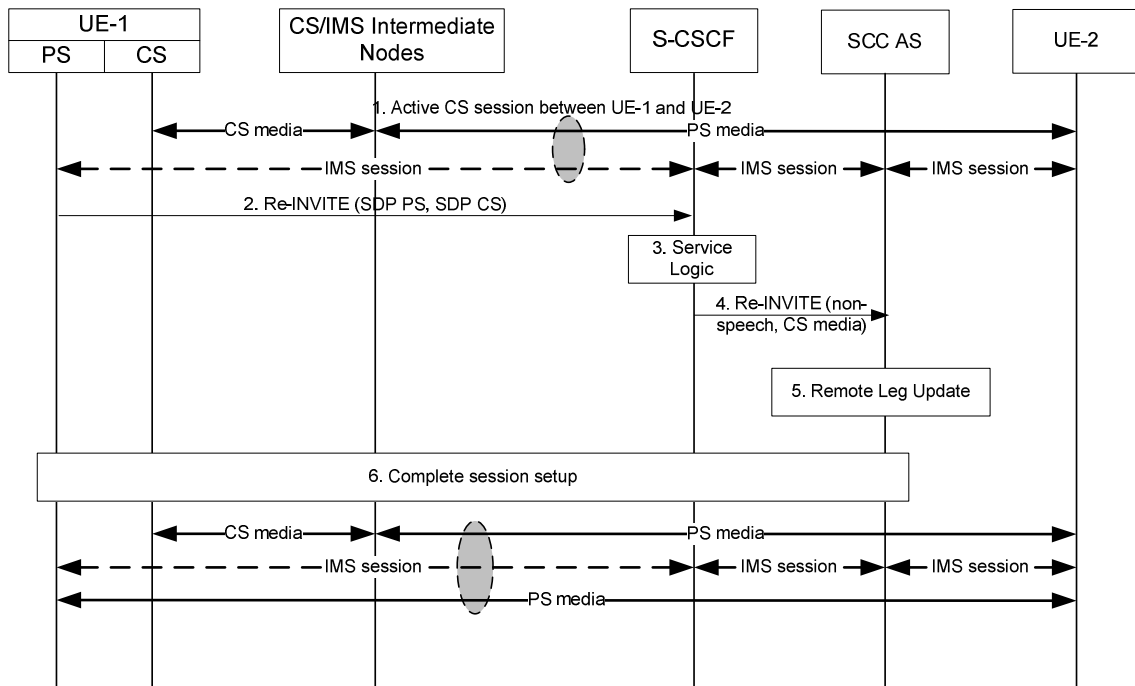 UE-1
PS
CS
CS/IMS Intermediate
Nodes
S-CSCF
SCC AS
UE-2
1. Active CS session between UE-1 and UE-2
CS media
PS media
IMS session
IMS session
IMS session
2. Re-INVITE (SDP PS, SDP CS)
3. Service
Logic
4. Re-INVITE (non-
speech, CS media)
5. Remote Leg Update
6. Complete session setup
CS media
PS media
IMS session
IMS session
IMS session
PS media